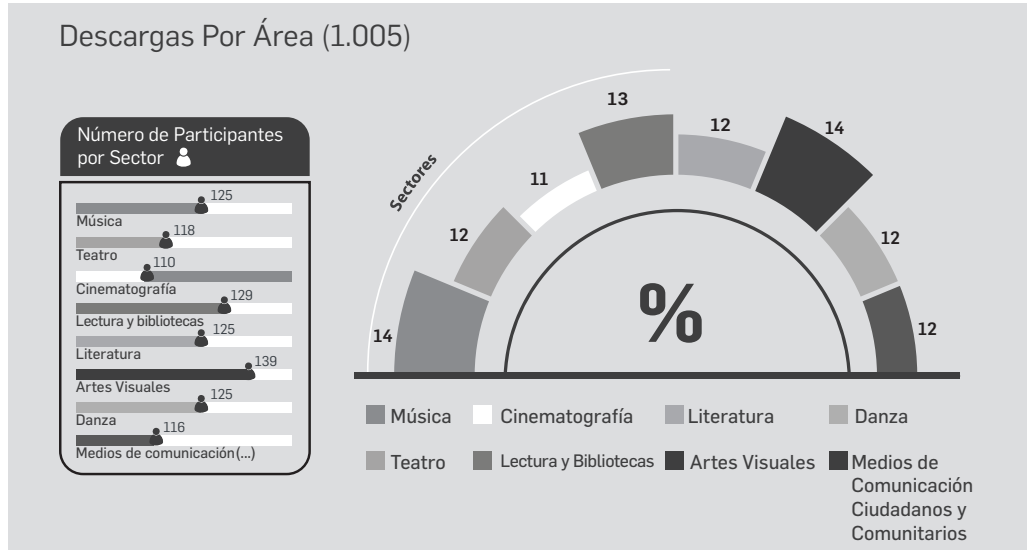 Descargas Por Área (1.005)
Número de Participantes
por Sector
125
Música
118
Teatro
110
Cinematografía
129
Lectura y bibliotecas
125
Literatura
139
Artes Visuales
125
Danza
116
Medios de comunicación(...)
Sectores
14
12
11
13
12
14
12
12
%
Música
Cinematografía
Literatura
Danza
Teatro
Lectura y Bibliotecas
Artes Visuales
Medios de
Comunicación
Ciudadanos y
Comunitarios